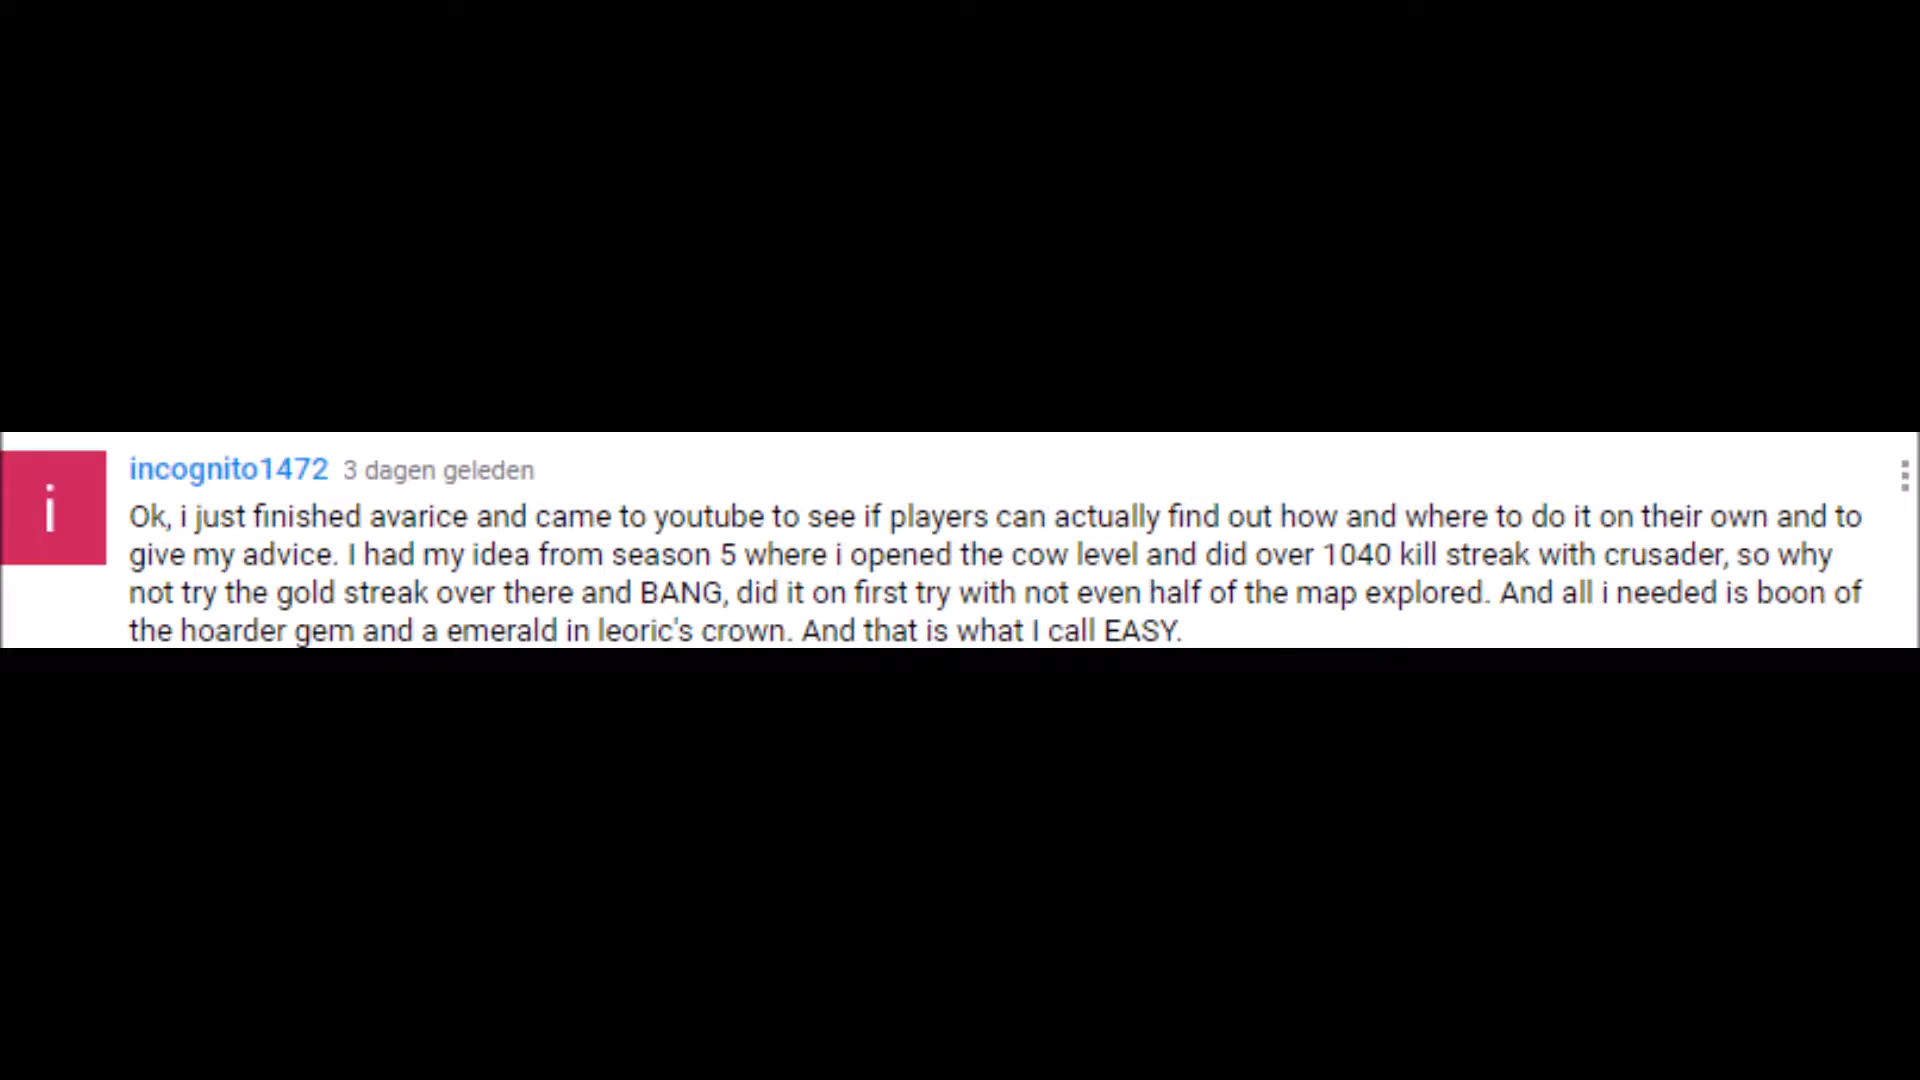 i
incognito1472 3 dagen geleden
Ok, i just finished avarice and came to youtube to see if players can actually find out how and where to do it on their own and to
give my advice. I had my idea from season 5 where i opened the cow level and did over 1040 kill streak with crusader, so why
not try the gold streak over there and BANG, did it on first try with not even half of the map explored. And all i needed is boon of
the hoarder gem and a emerald in leoric's crown. And that is what I call EASY.